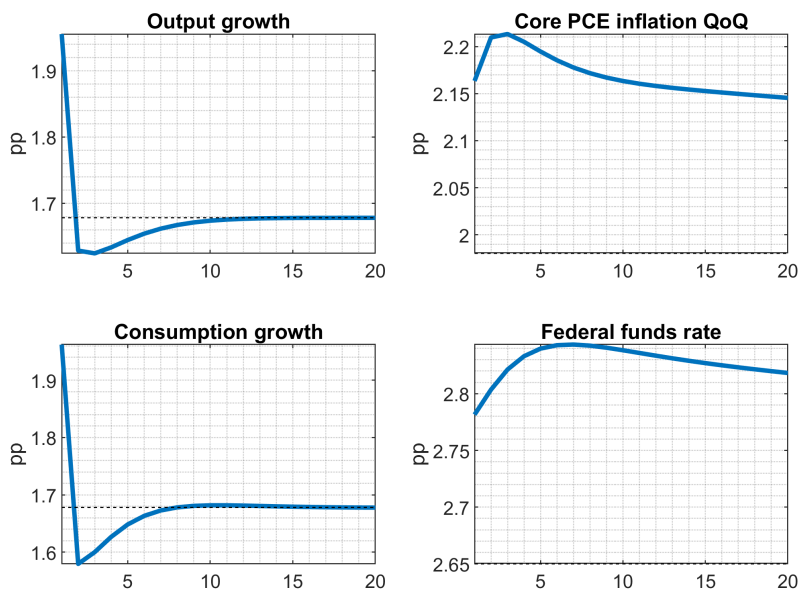 Output growth
pp
1.9
1.8
1.7
5 10 15 20
Core PCE inflation QoQ
pp
2.2
2.15
2.1
2.05
2
5 10 15 20
Consumption growth
pp
1.9
1.8
1.7
1.6
5 10 15 20
Federal funds rate
pp
2.8
2.75
2.7
2.65
5 10 15 20